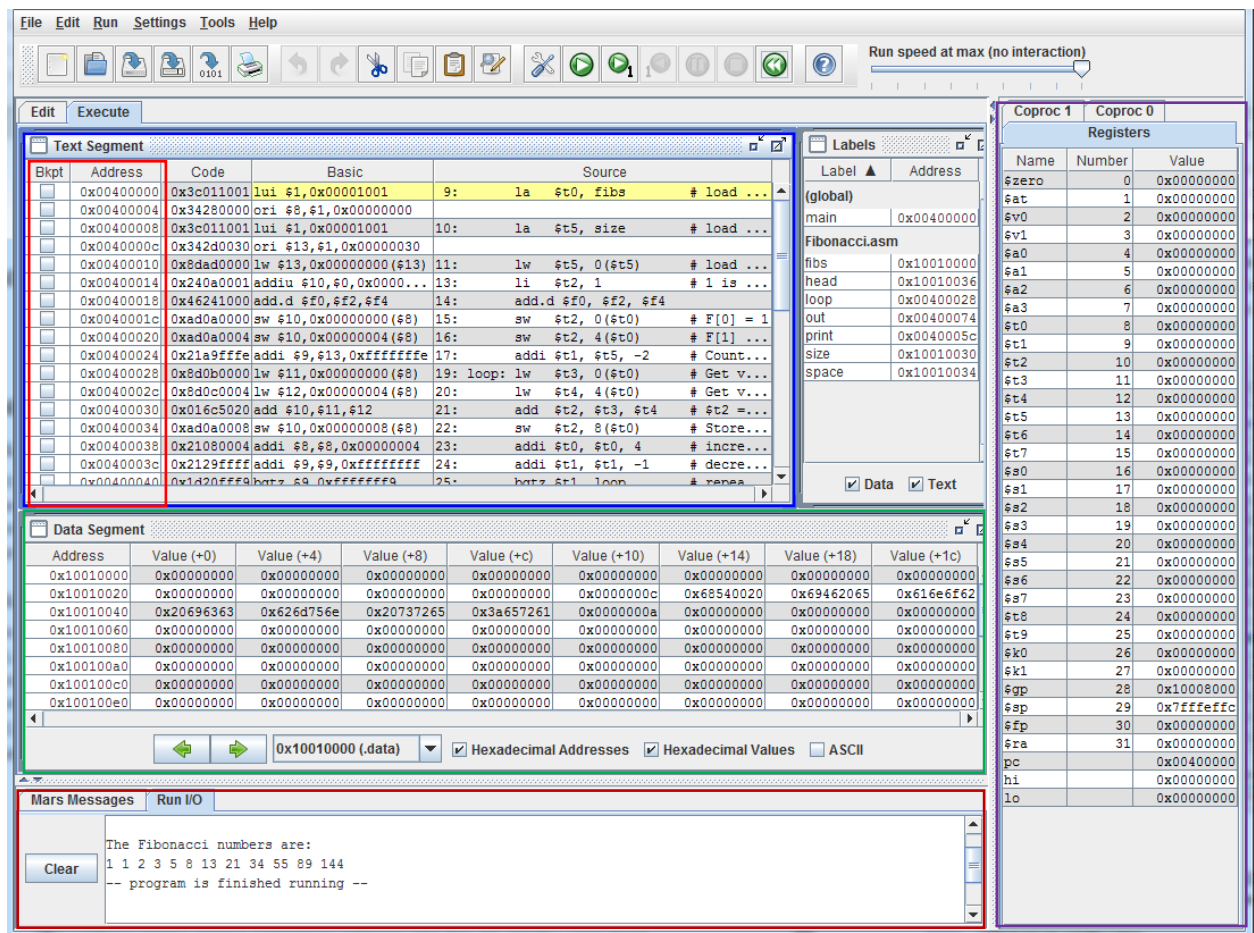 File Edit Run Settings Tools Help
Run speed at max (no interaction)
Edit Execute
Text Segment
Bkpt Address Code Basic Source
0x00400000 0x3c011001 lui $1,0x00001001 9: la $t0, fibs # load ...
0x00400004 0x34280000 ori $8,$1,0x00000000
0x00400008 0x3c011001 lui $1,0x00001001 10: la $t5, size # load ...
0x0040000c 0x342d0030 ori $13,$1,0x00000030
0x00400010 0x8dad0000 lw $13,0x00000000($13) 11: lw $t5, 0($t5) # load ...
0x00400014 0x240a0001 addiu $10,$0,0x0000... 13: li $t2, 1 # 1 is ...
0x00400018 0x46241000 add.d $f0,$f2,$f4 14: add.d $f0, $f2, $f4
0x0040001c 0xad0a0000 sw $10,0x00000000($8) 15: sw $t2, 0($t0) # F[0] = 1
0x00400020 0xad0a0004 sw $10,0x00000004($8) 16: sw $t2, 4($t0) # F[1] ...
0x00400024 0x21a9fffe addi $9,$13,0xfffffffe 17: addi $t1, $t5, -2 # Count...
0x00400028 0x8d0b0000 lw $11,0x00000000($8) 19: loop: lw $t3, 0($t0) # Get v...
0x0040002c 0x8d0c0004 lw $12,0x00000004($8) 20: lw $t4, 4($t0) # Get v...
0x00400030 0x016c5020 add $10,$11,$12 21: add $t2, $t3, $t4 # $t2 =...
0x00400034 0xad0a0008 sw $10,0x00000008($8) 22: sw $t2, 8($t0) # Store...
0x00400038 0x21080004 addi $8,$8,0x00000004 23: addi $t0, $t0, 4 # incre...
0x0040003c 0x2129ffff addi $9,$9,0xffffffff 24: addi $t1, $t1, -1 # decre...
0x00400040 0x1d20fff9 bgtz $9,0xfffffff9 25: bgtz $t1, loop # repea...
Labels
Label ▲ Address
(global)
main 0x00400000
Fibonacci.asm
fibs 0x10010000
head 0x10010036
loop 0x00400028
out 0x00400074
print 0x0040005c
size 0x10010030
space 0x10010034
Data Text
Data Segment
Address Value (+0) Value (+4) Value (+8) Value (+c) Value (+10) Value (+14) Value (+18) Value (+1c)
0x10010000 0x00000000 0x00000000 0x00000000 0x00000000 0x00000000 0x00000000 0x00000000 0x00000000
0x10010020 0x00000000 0x00000000 0x00000000 0x00000000 0x0000000c 0x68540020 0x69462065 0x616e6f62
0x10010040 0x20696363 0x626d756e 0x20737265 0x3a657261 0x0000000a 0x00000000 0x00000000 0x00000000
0x10010060 0x00000000 0x00000000 0x00000000 0x00000000 0x00000000 0x00000000 0x00000000 0x00000000
0x10010080 0x00000000 0x00000000 0x00000000 0x00000000 0x00000000 0x00000000 0x00000000 0x00000000
0x100100a0 0x00000000 0x00000000 0x00000000 0x00000000 0x00000000 0x00000000 0x00000000 0x00000000
0x100100c0 0x00000000 0x00000000 0x00000000 0x00000000 0x00000000 0x00000000 0x00000000 0x00000000
0x100100e0 0x00000000 0x00000000 0x00000000 0x00000000 0x00000000 0x00000000 0x00000000 0x00000000
0x10010000 (.data) Hexadecimal Addresses Hexadecimal Values ASCII
Mars Messages Run I/O
Clear
The Fibonacci numbers are:
1 1 2 3 5 8 13 21 34 55 89 144
-- program is finished running --
Coproc 1 Coproc 0
Registers
Name Number Value
$zero 0 0x00000000
$at 1 0x00000000
$v0 2 0x00000000
$v1 3 0x00000000
$a0 4 0x00000000
$a1 5 0x00000000
$a2 6 0x00000000
$a3 7 0x00000000
$t0 8 0x00000000
$t1 9 0x00000000
$t2 10 0x00000000
$t3 11 0x00000000
$t4 12 0x00000000
$t5 13 0x00000000
$t6 14 0x00000000
$t7 15 0x00000000
$s0 16 0x00000000
$s1 17 0x00000000
$s2 18 0x00000000
$s3 19 0x00000000
$s4 20 0x00000000
$s5 21 0x00000000
$s6 22 0x00000000
$s7 23 0x00000000
$t8 24 0x00000000
$t9 25 0x00000000
$k0 26 0x00000000
$k1 27 0x00000000
$gp 28 0x10008000
$sp 29 0x7fffeffc
$fp 30 0x00000000
$ra 31 0x00000000
pc 0x00400000
hi 0x00000000
lo 0x00000000